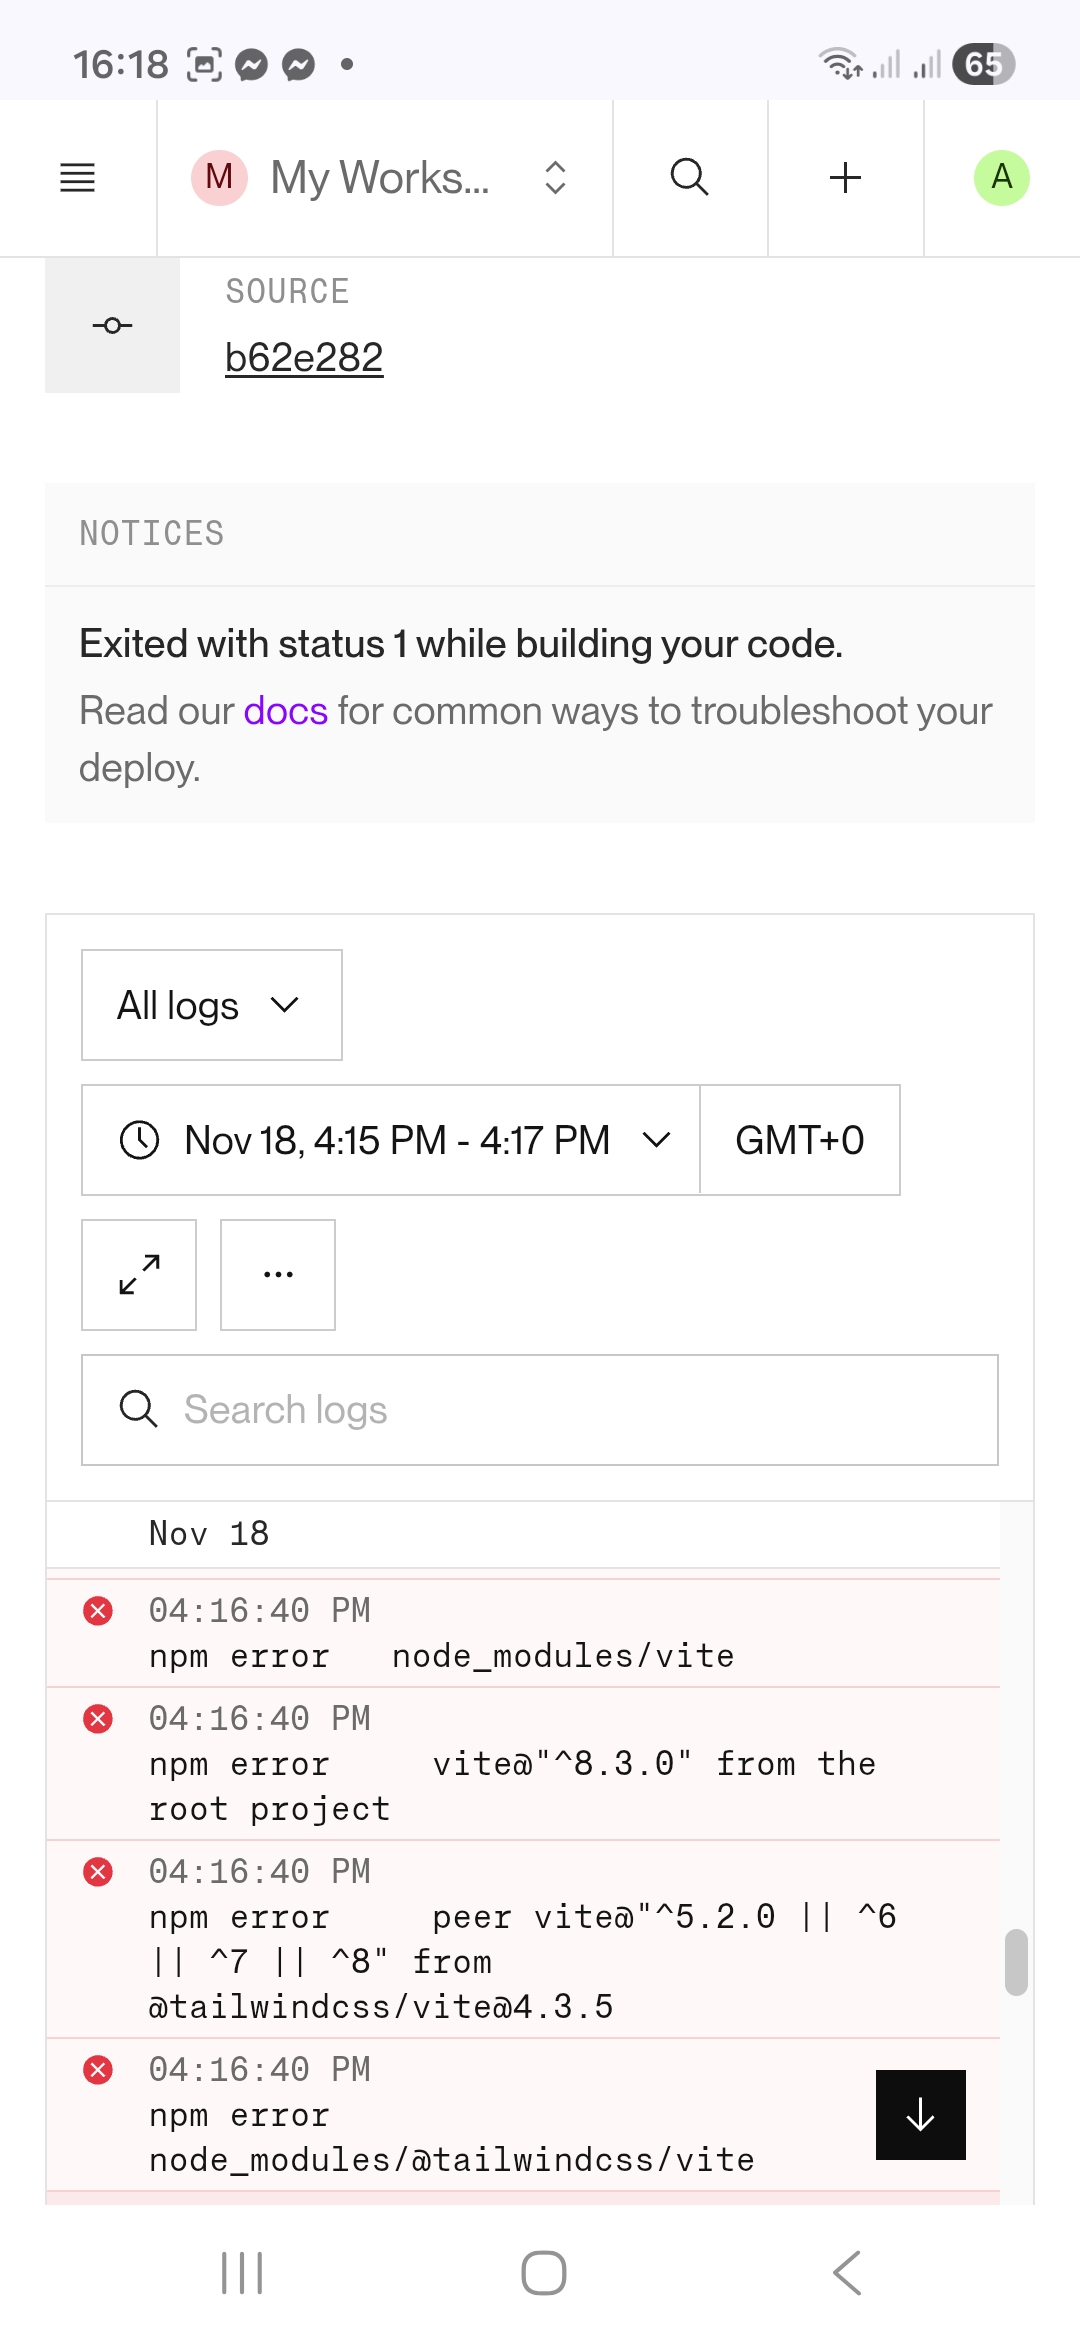 16:18
65
M My Works...
A
SOURCE
b62e282
NOTICES
Exited with status 1 while building your code.
Read our docs for common ways to troubleshoot your
deploy.
All logs
Nov 18, 4:15 PM - 4:17 PM
GMT+0
...
Search logs
Nov 18
04:16:40 PM
npm error   node_modules/vite
04:16:40 PM
npm error     vite@"^8.3.0" from the
root project
04:16:40 PM
npm error     peer vite@"^5.2.0 || ^6
|| ^7 || ^8" from
@tailwindcss/vite@4.3.5
04:16:40 PM
npm error
node_modules/@tailwindcss/vite